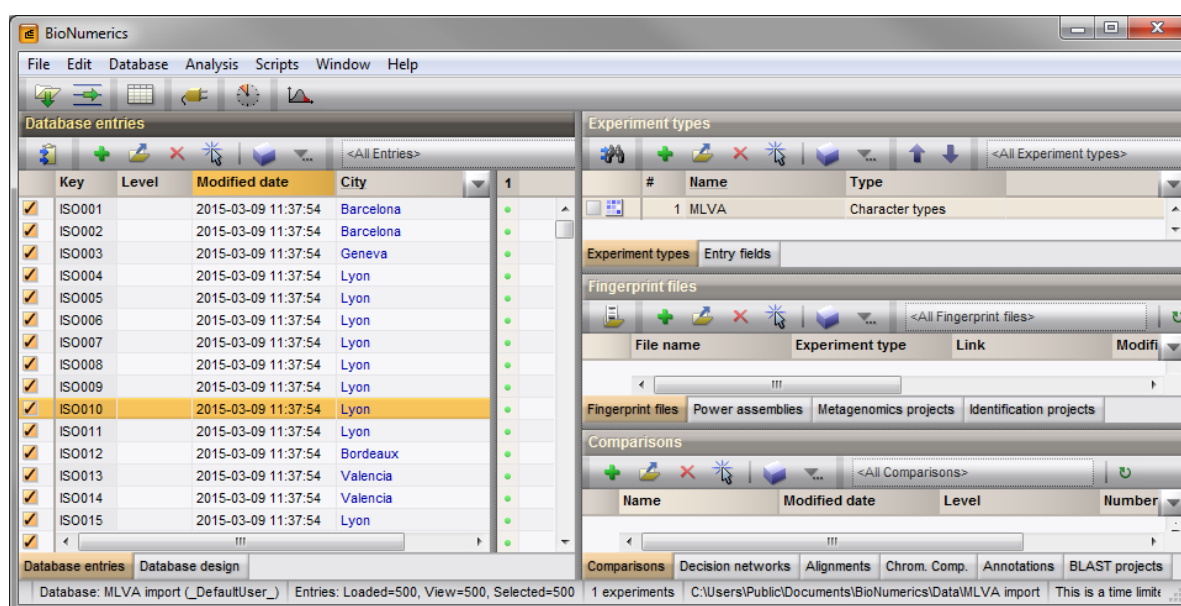 BioNumerics
File Edit Database Analysis Scripts Window Help
Database entries
<All Entries>
Key Level Modified date City 1
ISO001 2015-03-09 11:37:54 Barcelona
ISO002 2015-03-09 11:37:54 Barcelona
ISO003 2015-03-09 11:37:54 Geneva
ISO004 2015-03-09 11:37:54 Lyon
ISO005 2015-03-09 11:37:54 Lyon
ISO006 2015-03-09 11:37:54 Lyon
ISO007 2015-03-09 11:37:54 Lyon
ISO008 2015-03-09 11:37:54 Lyon
ISO009 2015-03-09 11:37:54 Lyon
ISO010 2015-03-09 11:37:54 Lyon
ISO011 2015-03-09 11:37:54 Lyon
ISO012 2015-03-09 11:37:54 Bordeaux
ISO013 2015-03-09 11:37:54 Valencia
ISO014 2015-03-09 11:37:54 Valencia
ISO015 2015-03-09 11:37:54 Lyon
Database entries Database design
Experiment types
<All Experiment types>
# Name Type
1 MLVA Character types
Experiment types Entry fields
Fingerprint files
<All Fingerprint files>
File name Experiment type Link Modifi
Fingerprint files Power assemblies Metagenomics projects Identification projects
Comparisons
<All Comparisons>
Name Modified date Level Number
Comparisons Decision networks Alignments Chrom. Comp. Annotations BLAST projects
Database: MLVA import (_DefaultUser_) Entries: Loaded=500, View=500, Selected=500 1 experiments C:\Users\Public\Documents\BioNumerics\Data\MLVA import This is a time limite